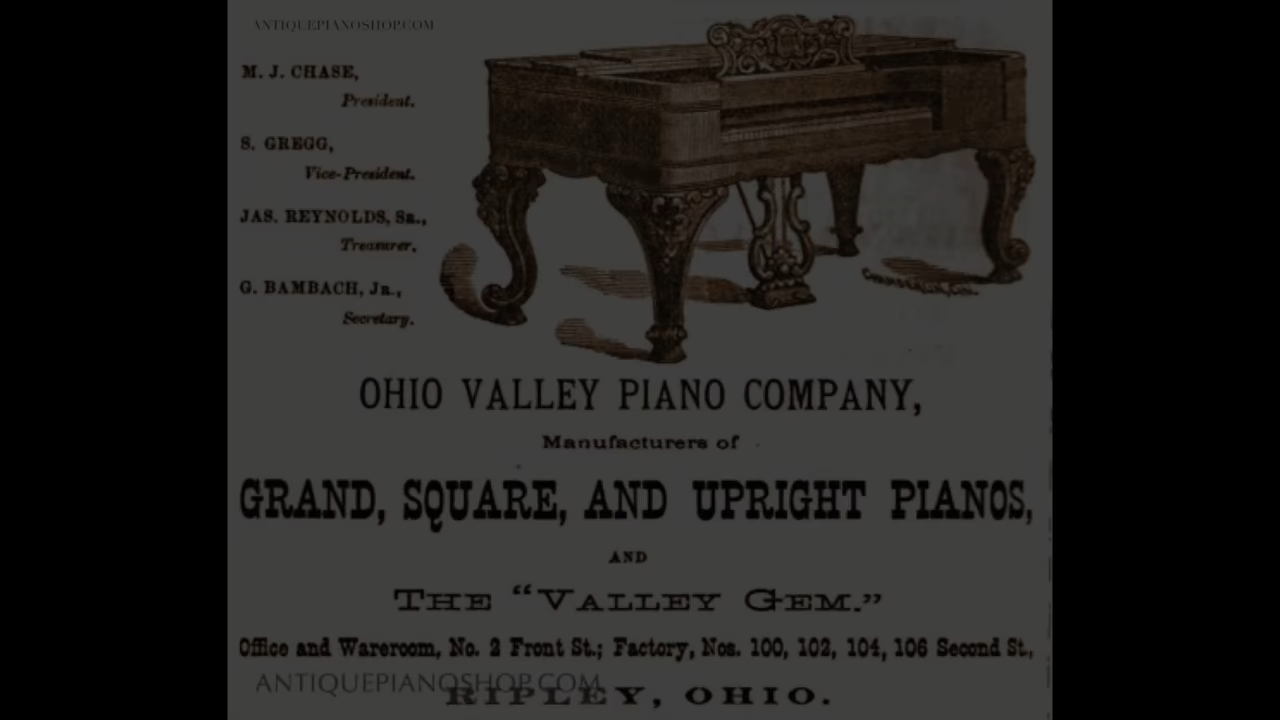 ANTIQUEPIANOSHOP.COM
M. J. CHASE,
President.
S. GREGG,
Vice-President.
JAS. REYNOLDS, SR.,
Treasurer.
G. BAMBACH, JR.,
Secretary.
OHIO VALLEY PIANO COMPANY,
Manufacturers of
GRAND, SQUARE, AND UPRIGHT PIANOS,
AND
THE “VALLEY GEM.”
Office and Wareroom, No. 2 Front St.; Factory, Nos. 100, 102, 104, 106 Second St.,
ANTIQUEPIANOSHOP.COM
RIPLEY, OHIO.